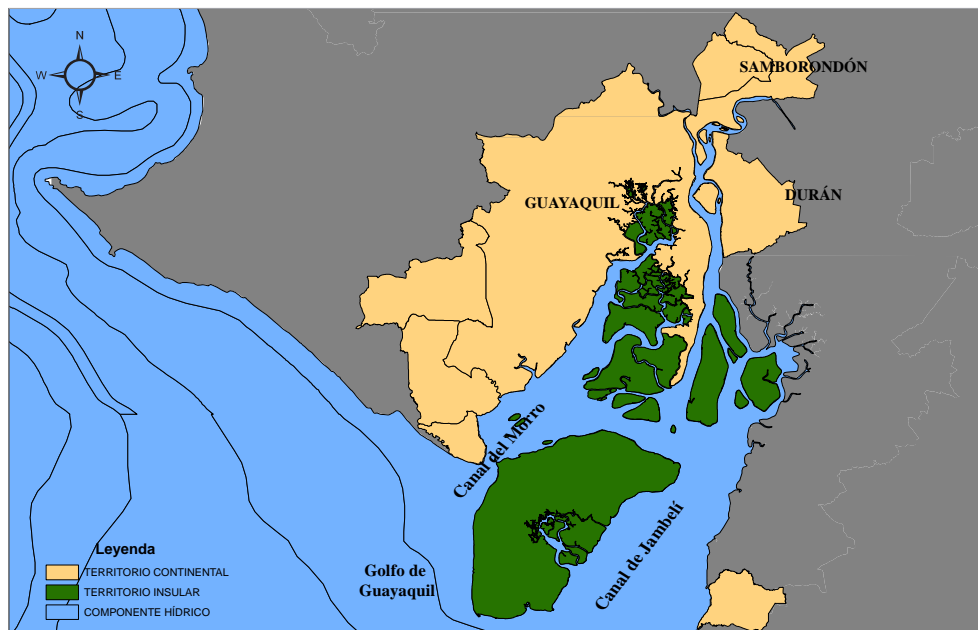 N
W E
S
SAMBORONDÓN
DURÁN
GUAYAQUIL
Canal del Morro
Canal de Jambelí
Golfo de
Guayaquil
Leyenda
TERRITORIO CONTINENTAL
TERRITORIO INSULAR
COMPONENTE HÍDRICO